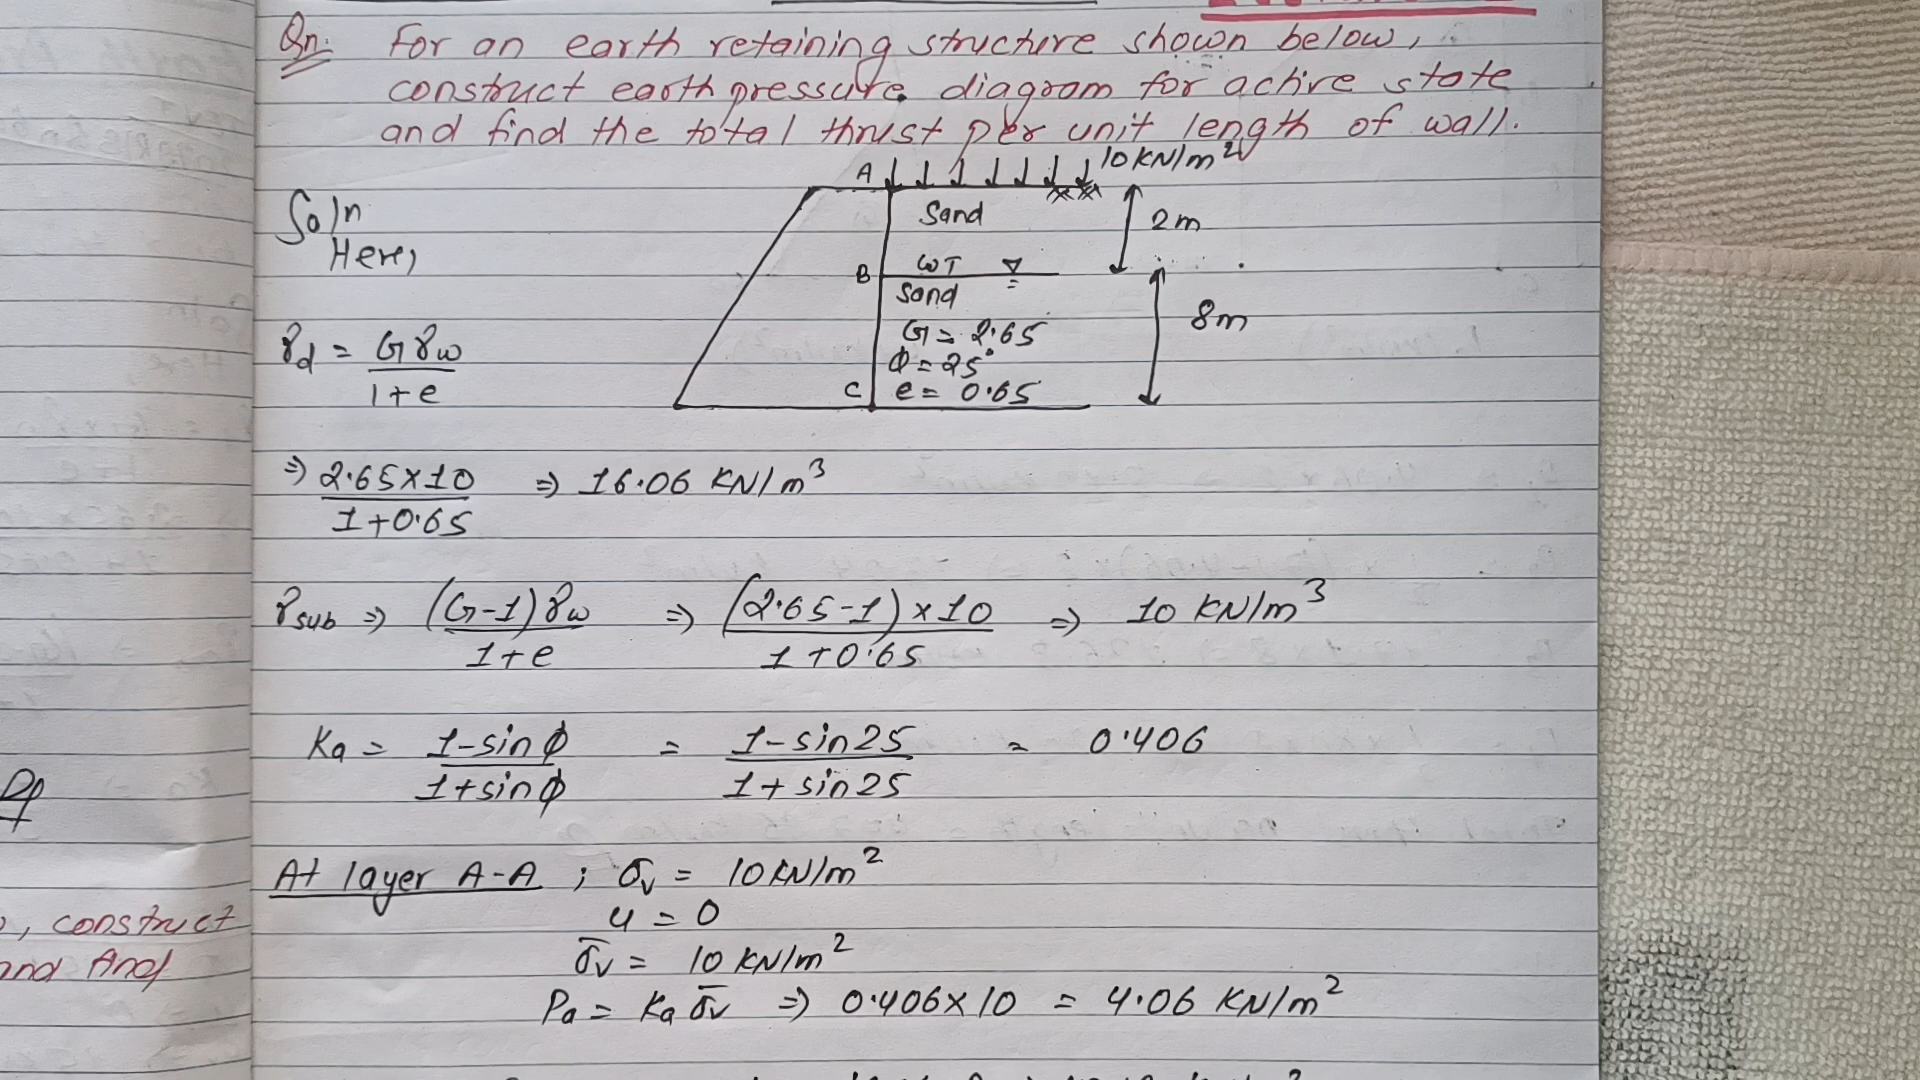 Qn. For an earth retaining structure shown below,
construct earth pressure diagram for active state
and find the total thrust per unit length of wall.
A 10 KN/m²
Sand
2m
Soln
Here,
B WT
Sand
G = 2.65
8m
φ = 25°
C e = 0.65
γd = Gγw / 1+e
⇒ 2.65×10 / 1+0.65 ⇒ 16.06 KN/m³
γsub ⇒ (G-1)γw / 1+e ⇒ (2.65-1)×10 / 1+0.65 ⇒ 10 KN/m³
Ka = 1-sinφ / 1+sinφ = 1-sin25 / 1+sin25 = 0.406
At layer A-A ; σv = 10 KN/m²
u = 0
σ̄v = 10 KN/m²
Pa = Ka σ̄v ⇒ 0.406×10 = 4.06 KN/m²
, construct
and And